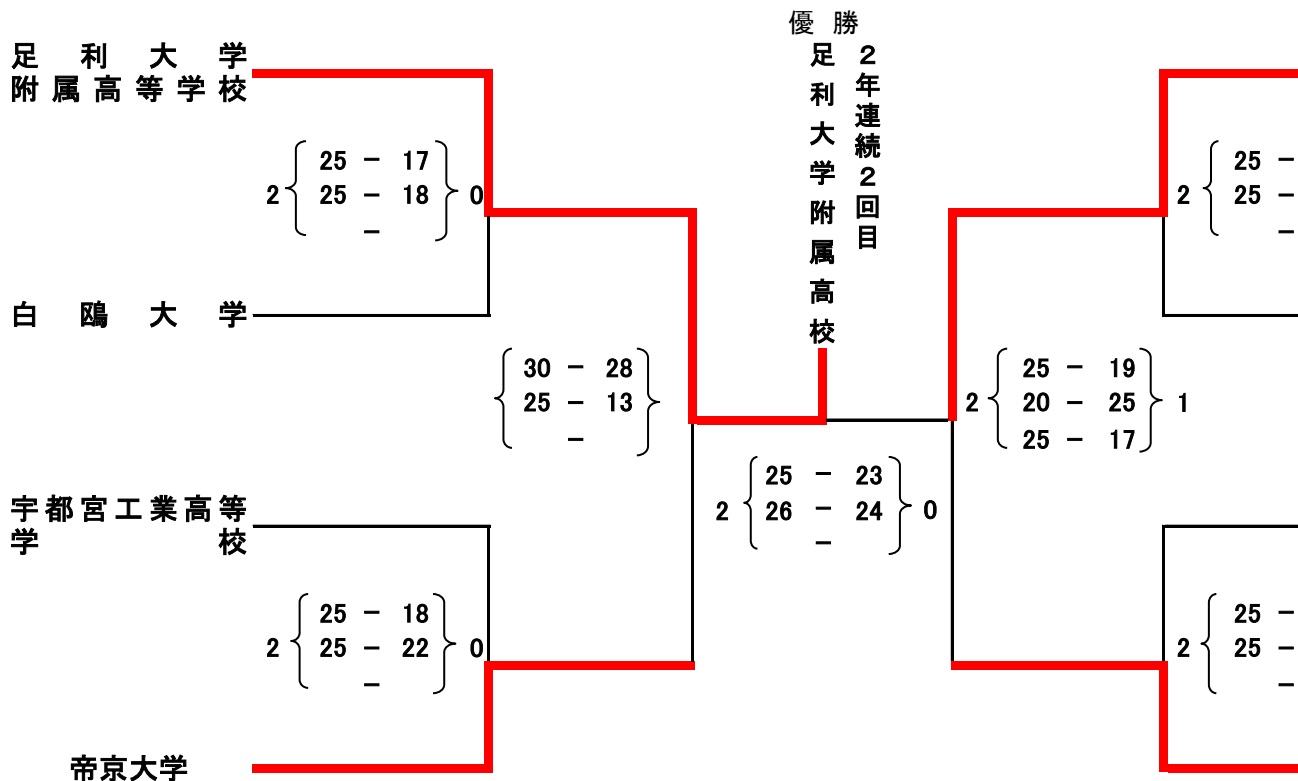 優勝
２年連続２回目
足利大学附属高校
足利大学
附属高等学校
2 25 － 17 0
25 － 18
－
白鴎大学
30 － 28
25 － 13
－
宇都宮工業高等
学校
2 25 － 18 0
25 － 22
－
帝京大学
2 25 － 23 0
26 － 24
－
2 25 － 19 1
20 － 25
25 － 17
2 25 －
25 －
－
2 25 －
25 －
－